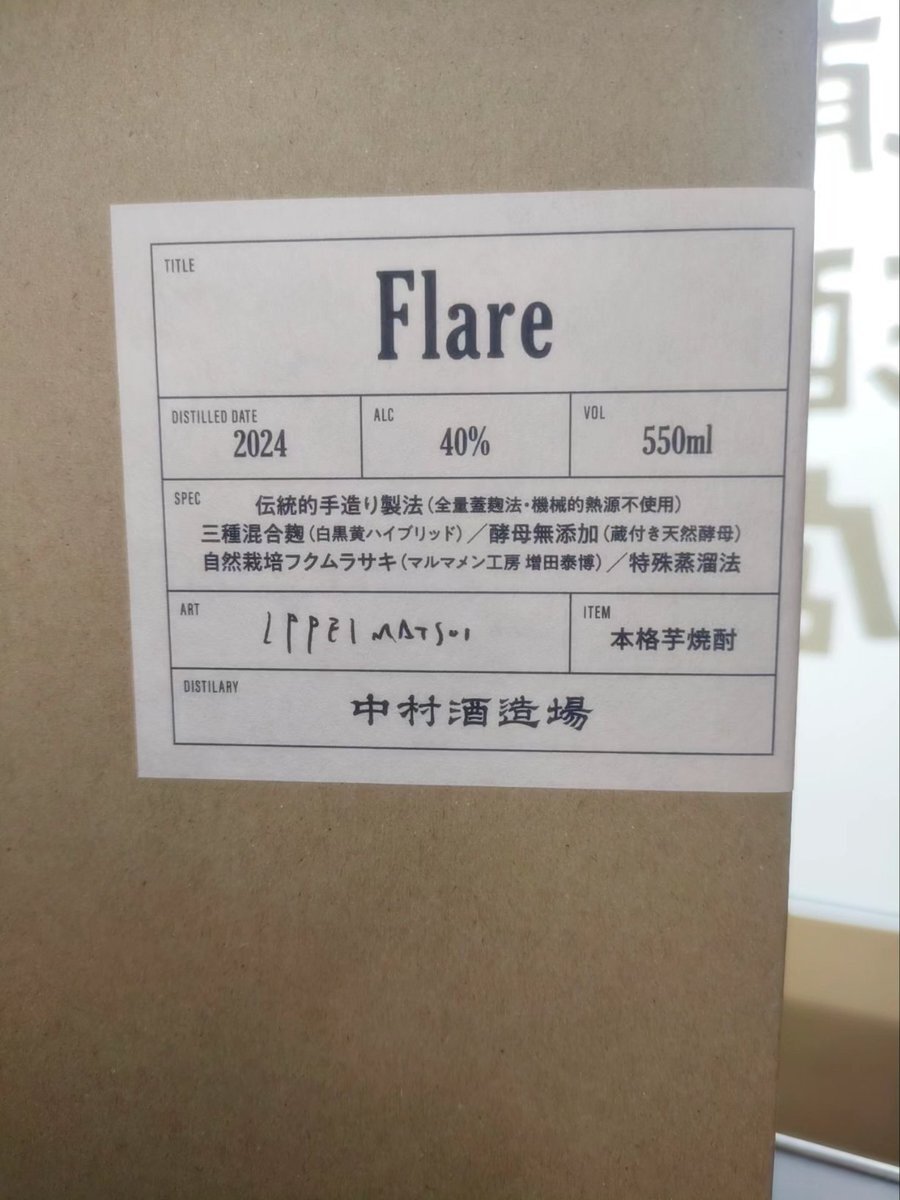 TITLE
Flare
DISTILLED DATE
2024
ALC
40%
VOL
550ml
SPEC
伝統的手造り製法（全量蓋麹法・機械的熱源不使用）
三種混合麹（白黒黄ハイブリッド）／酵母無添加（蔵付き天然酵母）
自然栽培フクムラサキ（マルマメン工房 増田泰博）／特殊蒸溜法
ART
IPPEI MATSUI
ITEM
本格芋焼酎
DISTILARY
中村酒造場